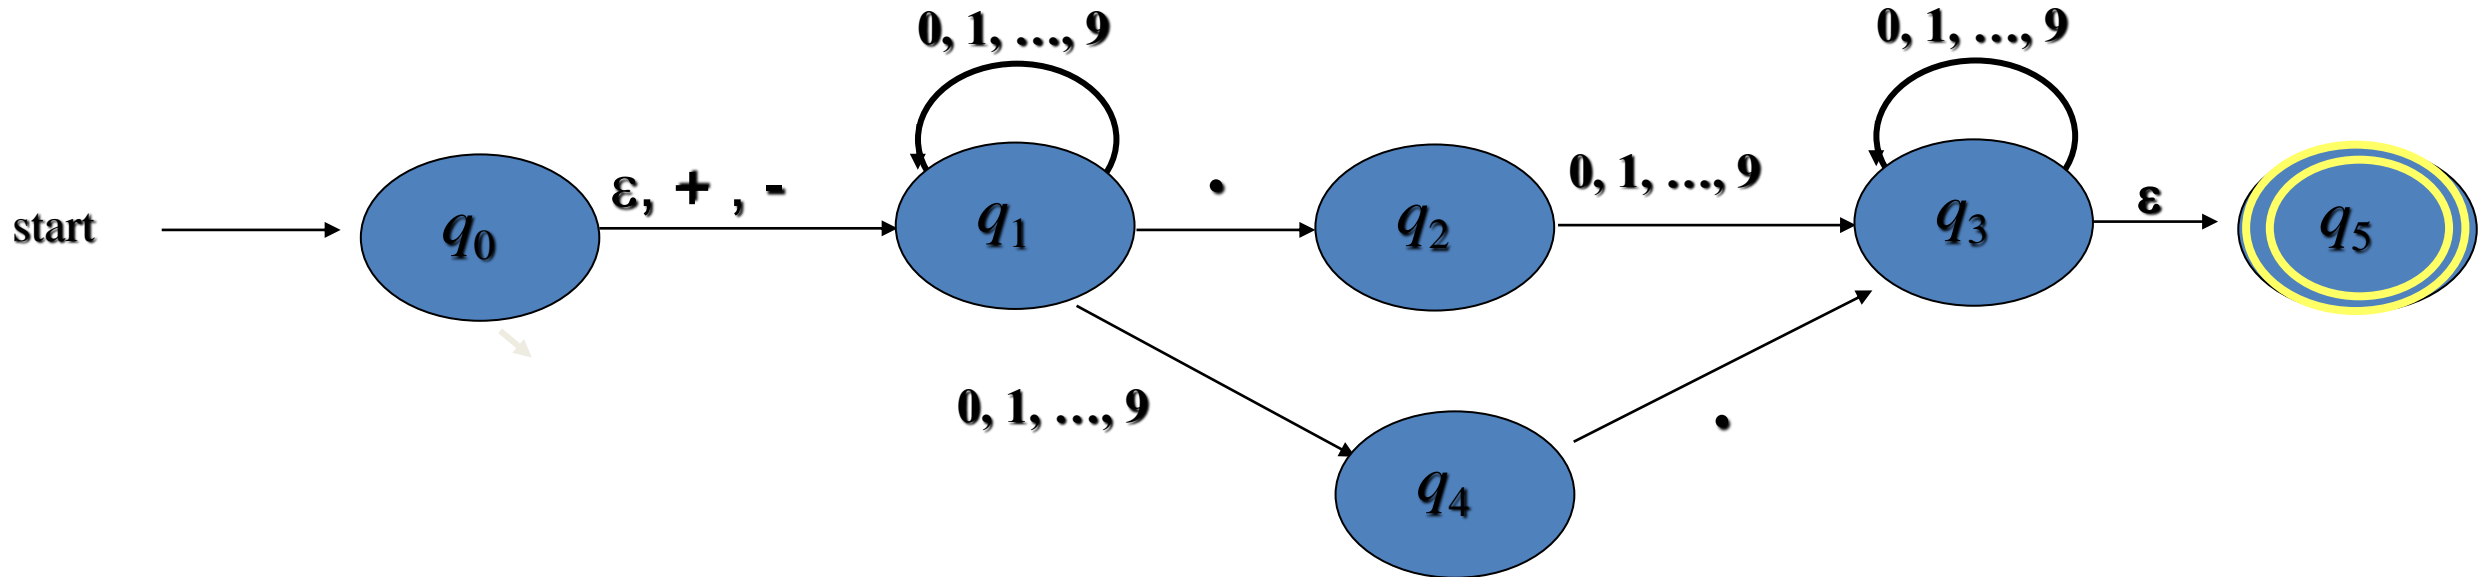 0, 1, …, 9
0, 1, …, 9
start
q0
ε, + , -
q1
.
q2
0, 1, …, 9
q3
ε
q5
0, 1, …, 9
.
q4